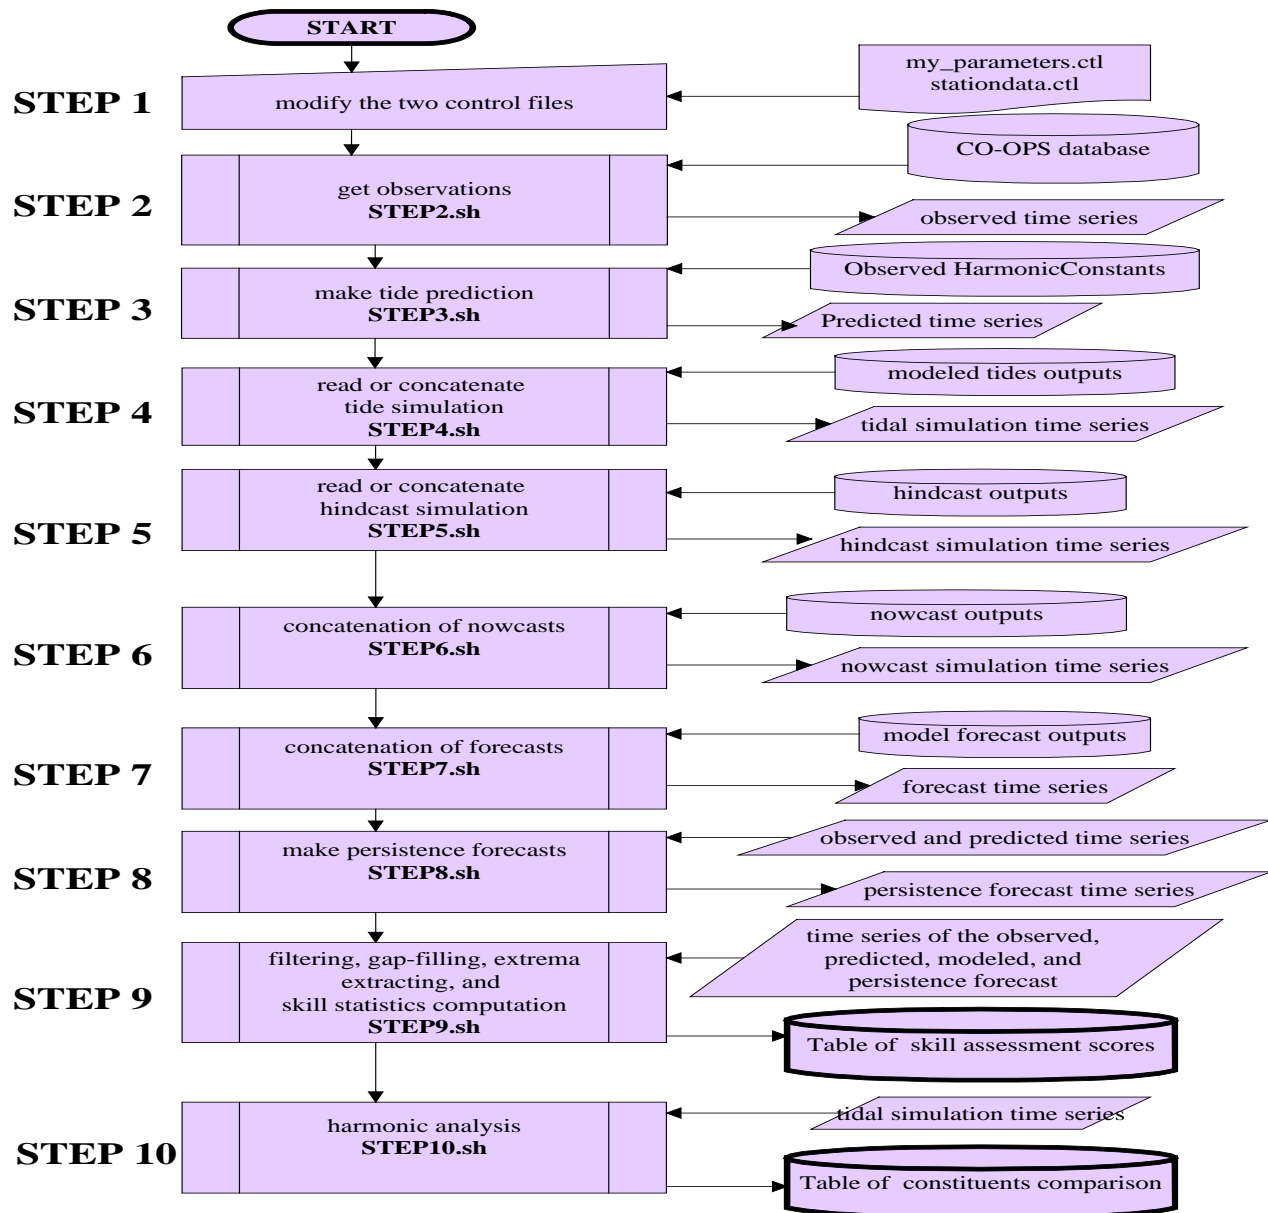 START
STEP 1
modify the two control files
my_parameters.ctl
stationdata.ctl
STEP 2
get observations
STEP2.sh
CO-OPS database
observed time series
STEP 3
make tide prediction
STEP3.sh
Observed HarmonicConstants
Predicted time series
STEP 4
read or concatenate
tide simulation
STEP4.sh
modeled tides outputs
tidal simulation time series
STEP 5
read or concatenate
hindcast simulation
STEP5.sh
hindcast outputs
hindcast simulation time series
STEP 6
concatenation of nowcasts
STEP6.sh
nowcast outputs
nowcast simulation time series
STEP 7
concatenation of forecasts
STEP7.sh
model forecast outputs
forecast time series
STEP 8
make persistence forecasts
STEP8.sh
observed and predicted time series
persistence forecast time series
STEP 9
filtering, gap-filling, extrema
extracting, and
skill statistics computation
STEP9.sh
time series of the observed,
predicted, modeled, and
persistence forecast
Table of skill assessment scores
STEP 10
harmonic analysis
STEP10.sh
tidal simulation time series
Table of constituents comparison